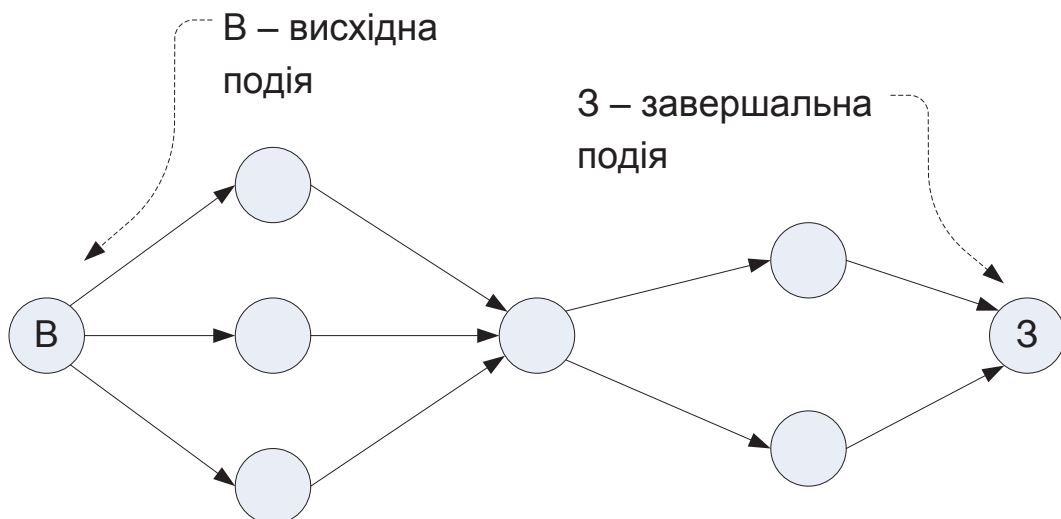 В – висхідна
подія
З – завершальна
подія
В
З